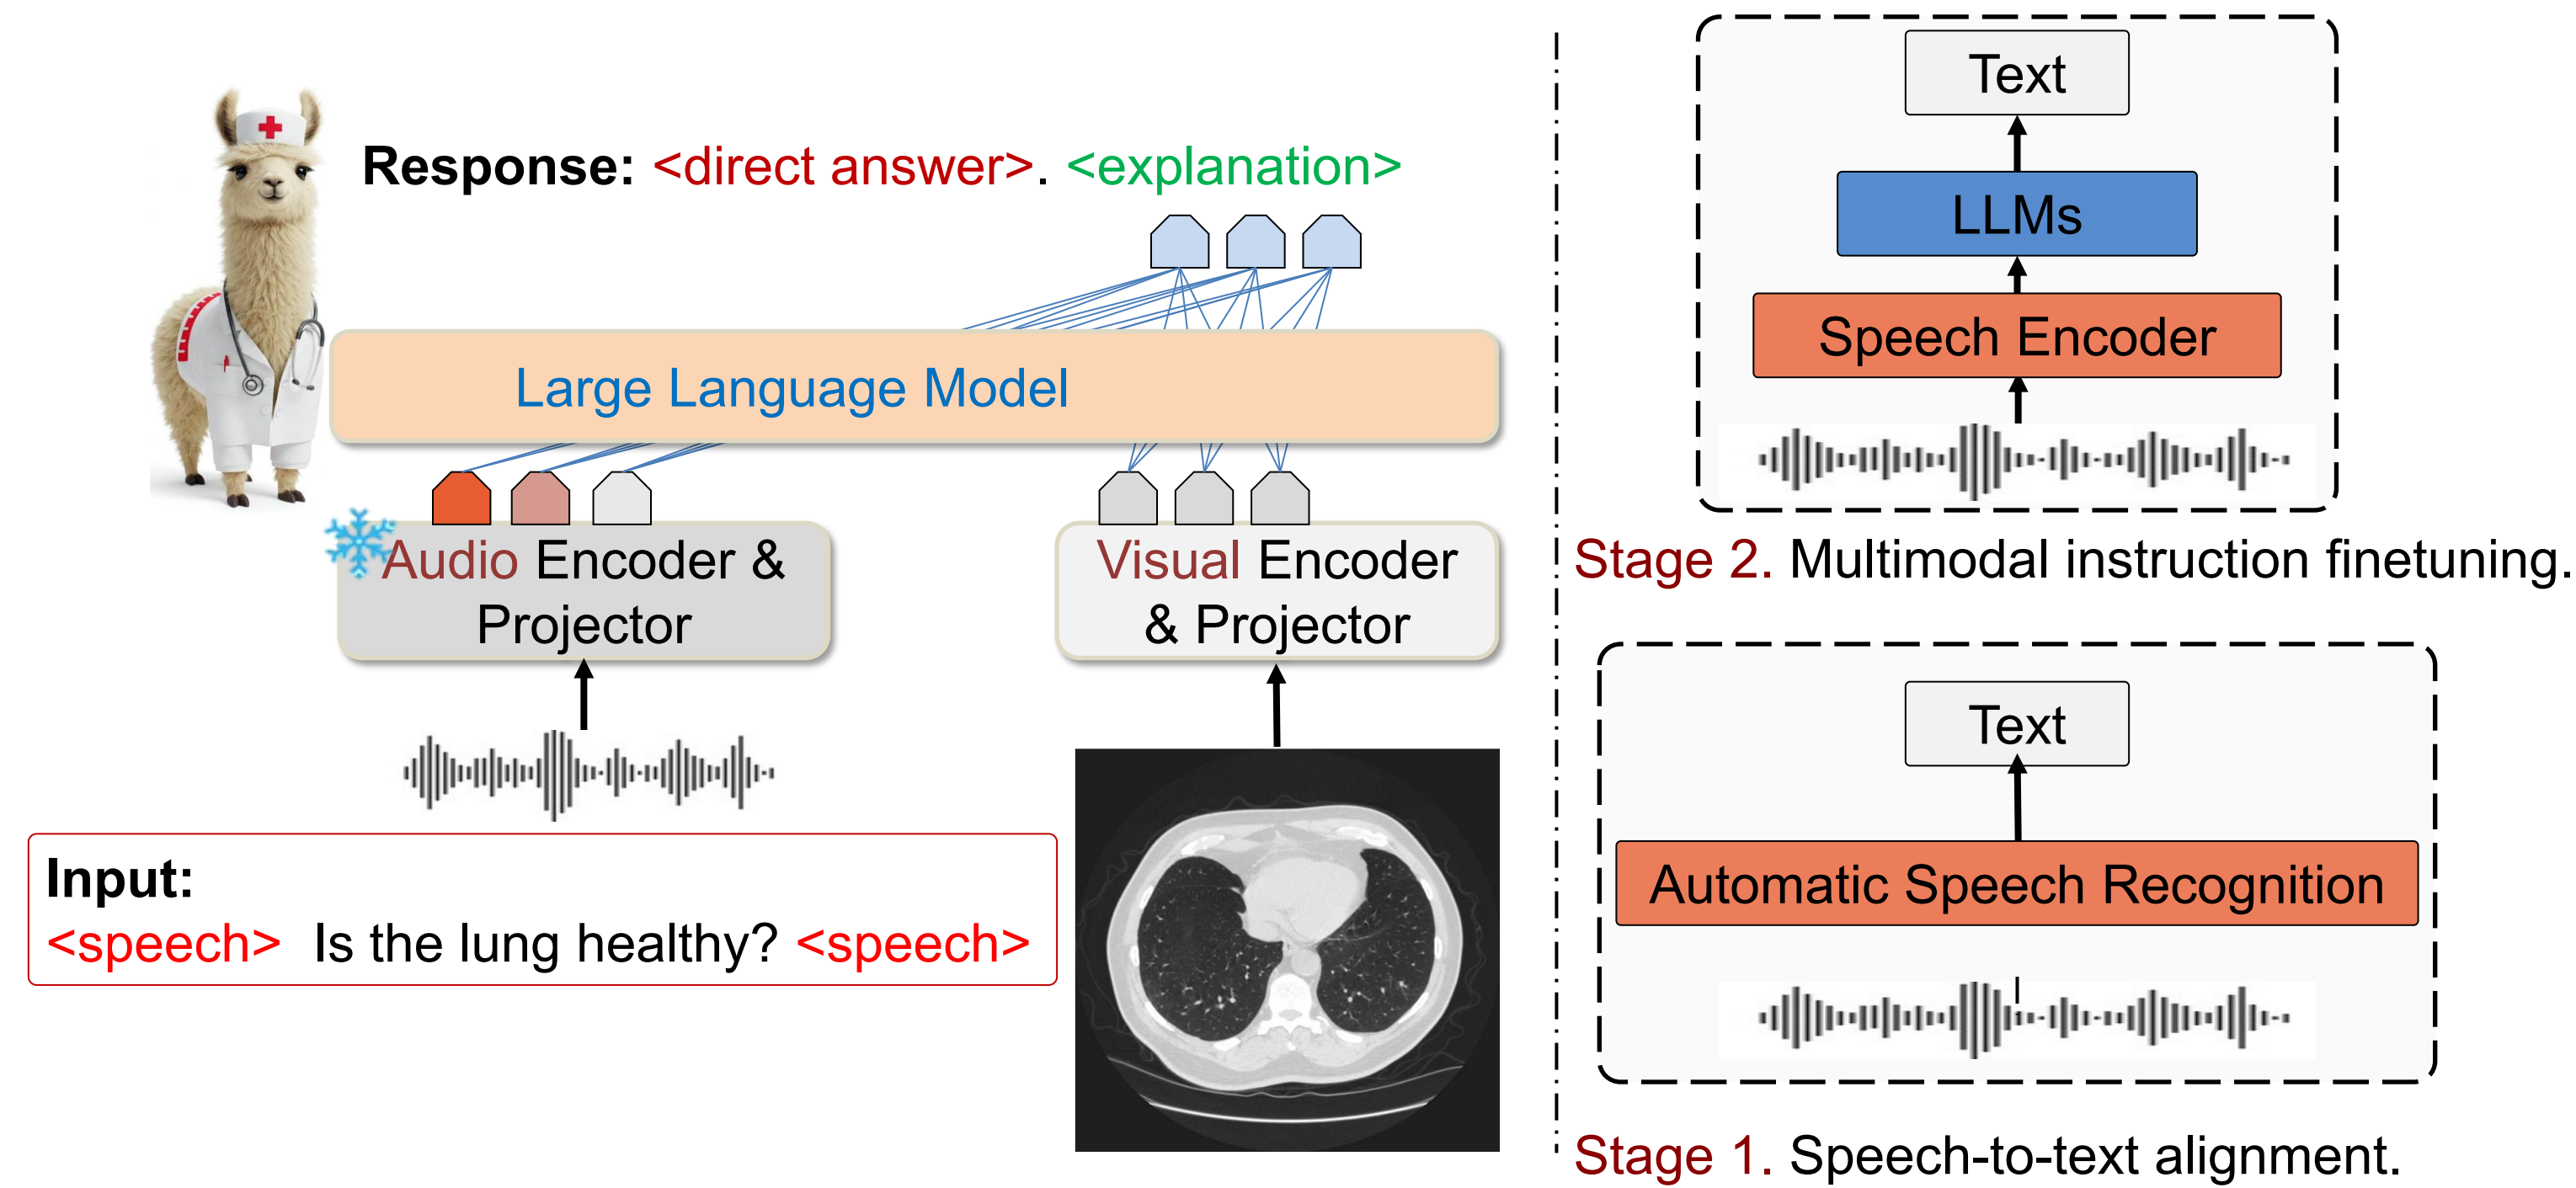 Response: <direct answer>. <explanation>
Large Language Model
Audio Encoder &
Projector
Visual Encoder
& Projector
Input:
<speech> Is the lung healthy? <speech>
Text
LLMs
Speech Encoder
Stage 2. Multimodal instruction finetuning.
Text
Automatic Speech Recognition
Stage 1. Speech-to-text alignment.